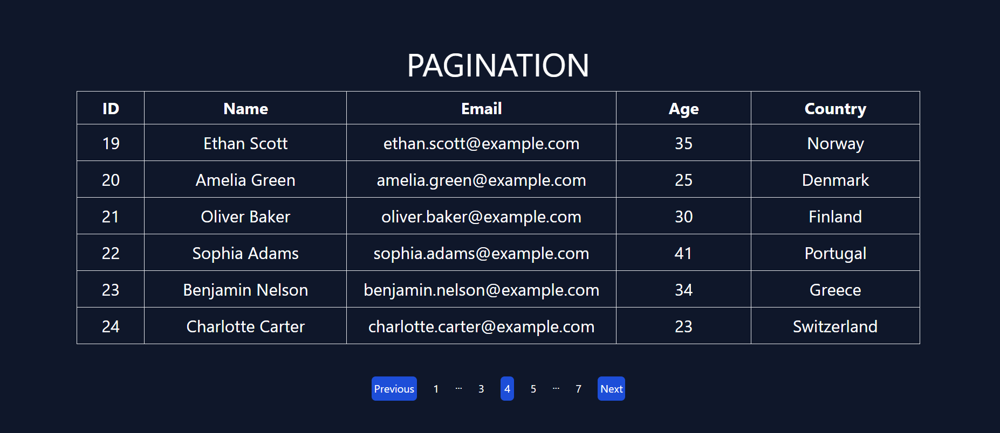 PAGINATION
ID Name Email Age Country
19 Ethan Scott ethan.scott@example.com 35 Norway
20 Amelia Green amelia.green@example.com 25 Denmark
21 Oliver Baker oliver.baker@example.com 30 Finland
22 Sophia Adams sophia.adams@example.com 41 Portugal
23 Benjamin Nelson benjamin.nelson@example.com 34 Greece
24 Charlotte Carter charlotte.carter@example.com 23 Switzerland
Previous 1 ... 3 4 5 ... 7 Next